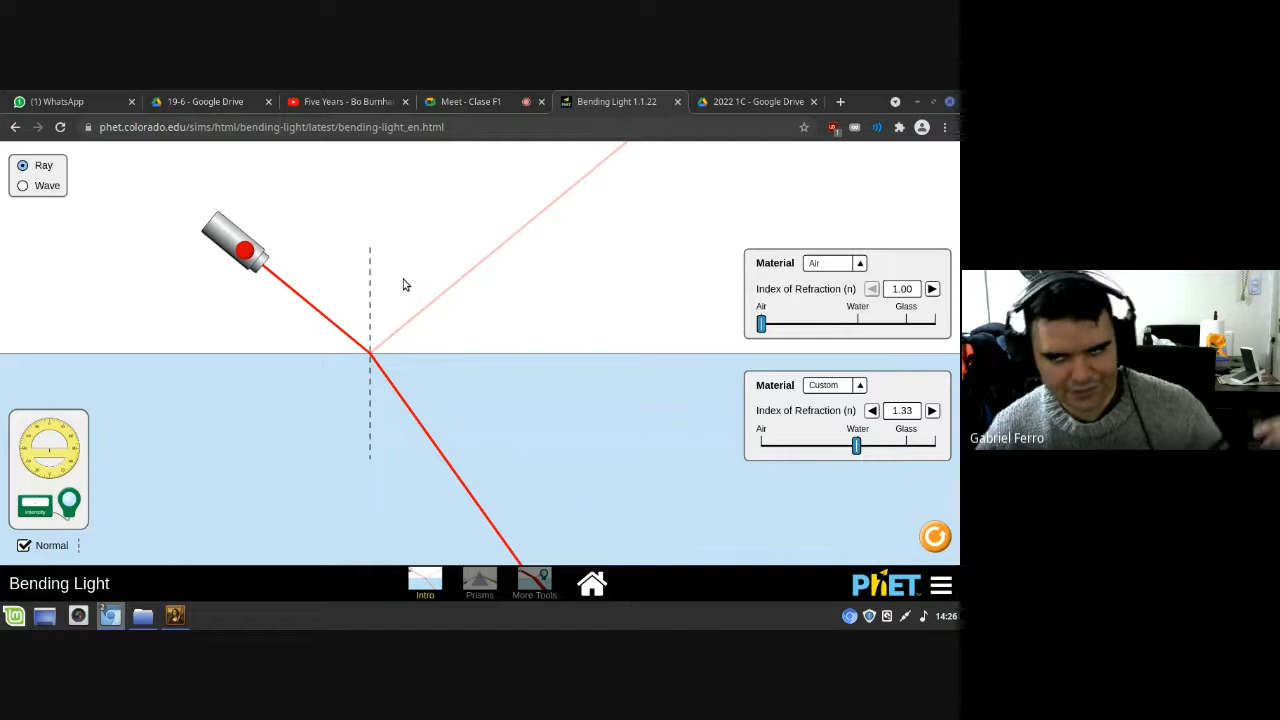 (1) WhatsApp
19-6 - Google Drive
Five Years - Bo Burnha
Meet - Clase F1
Bending Light 1.1.22
2022 1C - Google Drive
phet.colorado.edu/sims/html/bending-light/latest/bending-light_en.html
Ray
Wave
Material Air
Index of Refraction (n) 1.00
Air Water Glass
Material Custom
Index of Refraction (n) 1.33
Air Water Glass
Gabriel Ferro
Intensity
Normal
Bending Light
Intro
Prisms
More Tools
PhET
14:26